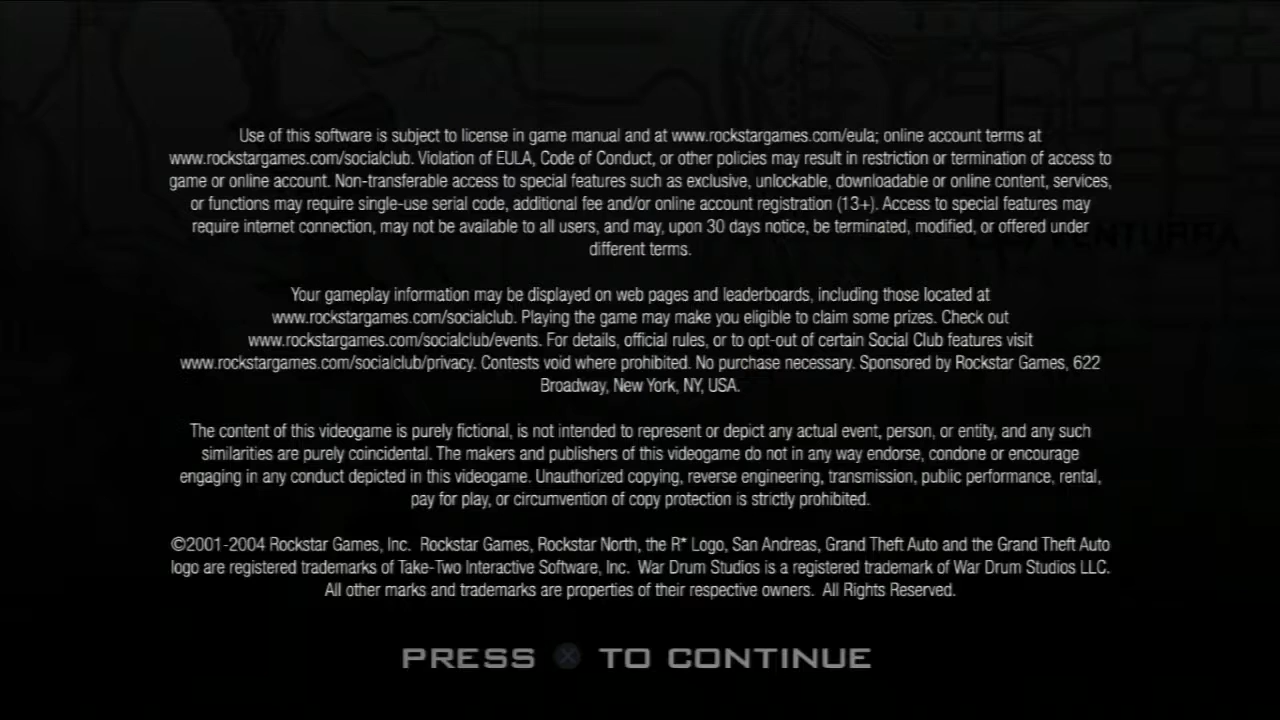 Use of this software is subject to license in game manual and at www.rockstargames.com/eula; online account terms at
www.rockstargames.com/socialclub. Violation of EULA, Code of Conduct, or other policies may result in restriction or termination of access to
game or online account. Non-transferable access to special features such as exclusive, unlockable, downloadable or online content, services,
or functions may require single-use serial code, additional fee and/or online account registration (13+). Access to special features may
require internet connection, may not be available to all users, and may, upon 30 days notice, be terminated, modified, or offered under
different terms.
Your gameplay information may be displayed on web pages and leaderboards, including those located at
www.rockstargames.com/socialclub. Playing the game may make you eligible to claim some prizes. Check out
www.rockstargames.com/socialclub/events. For details, official rules, or to opt-out of certain Social Club features visit
www.rockstargames.com/socialclub/privacy. Contests void where prohibited. No purchase necessary. Sponsored by Rockstar Games, 622
Broadway, New York, NY, USA.
The content of this videogame is purely fictional, is not intended to represent or depict any actual event, person, or entity, and any such
similarities are purely coincidental. The makers and publishers of this videogame do not in any way endorse, condone or encourage
engaging in any conduct depicted in this videogame. Unauthorized copying, reverse engineering, transmission, public performance, rental,
pay for play, or circumvention of copy protection is strictly prohibited.
©2001-2004 Rockstar Games, Inc.  Rockstar Games, Rockstar North, the R* Logo, San Andreas, Grand Theft Auto and the Grand Theft Auto
logo are registered trademarks of Take-Two Interactive Software, Inc.  War Drum Studios is a registered trademark of War Drum Studios LLC.
All other marks and trademarks are properties of their respective owners.  All Rights Reserved.
PRESS TO CONTINUE